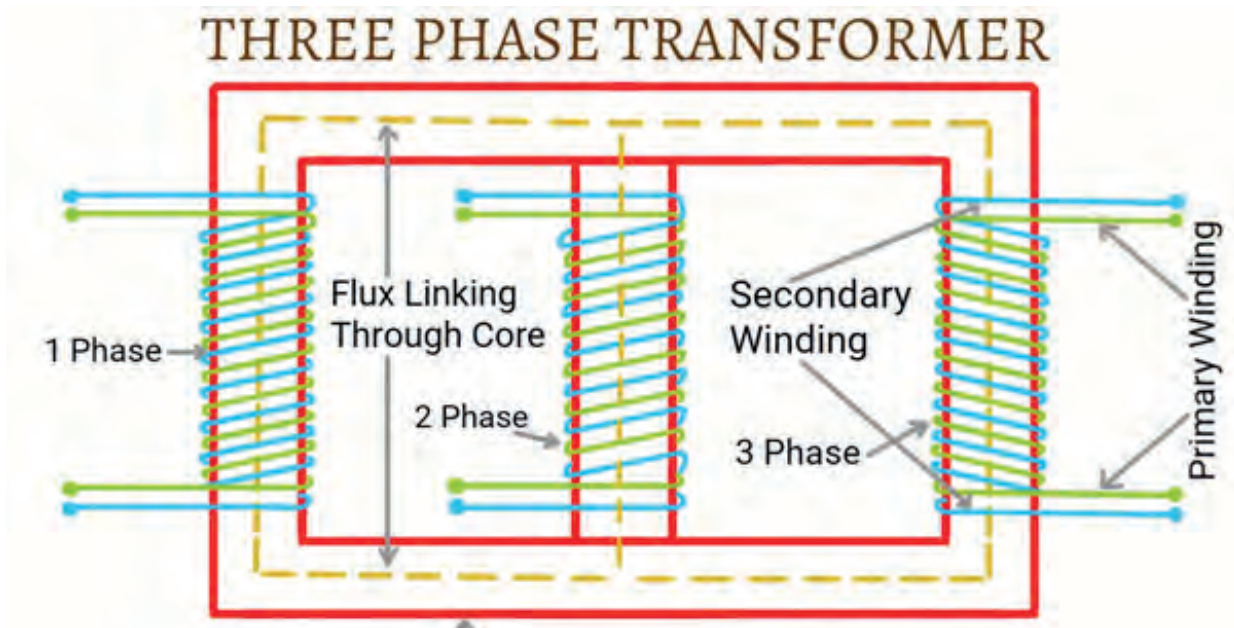 THREE PHASE TRANSFORMER
1 Phase
Flux Linking
Through Core
2 Phase
Secondary
Winding
3 Phase
Primary Winding